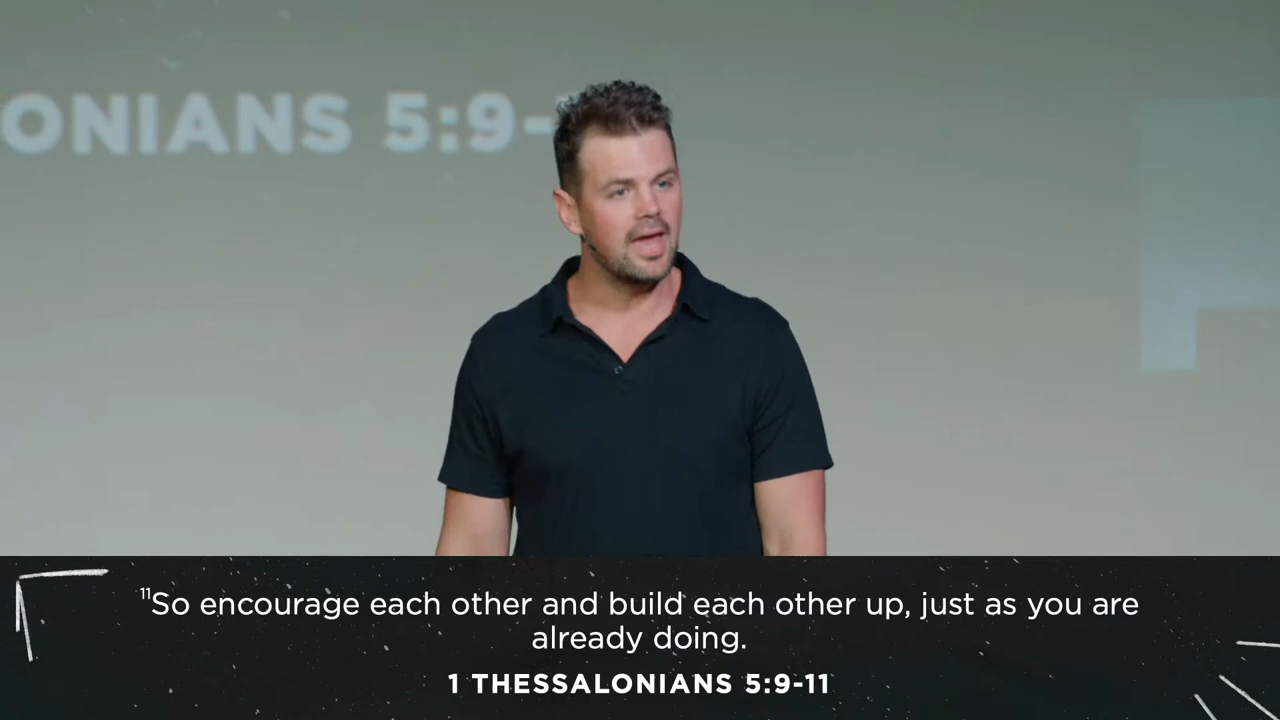 ONIANS 5:9-
¹¹So encourage each other and build each other up, just as you are
already doing.
1 THESSALONIANS 5:9-11